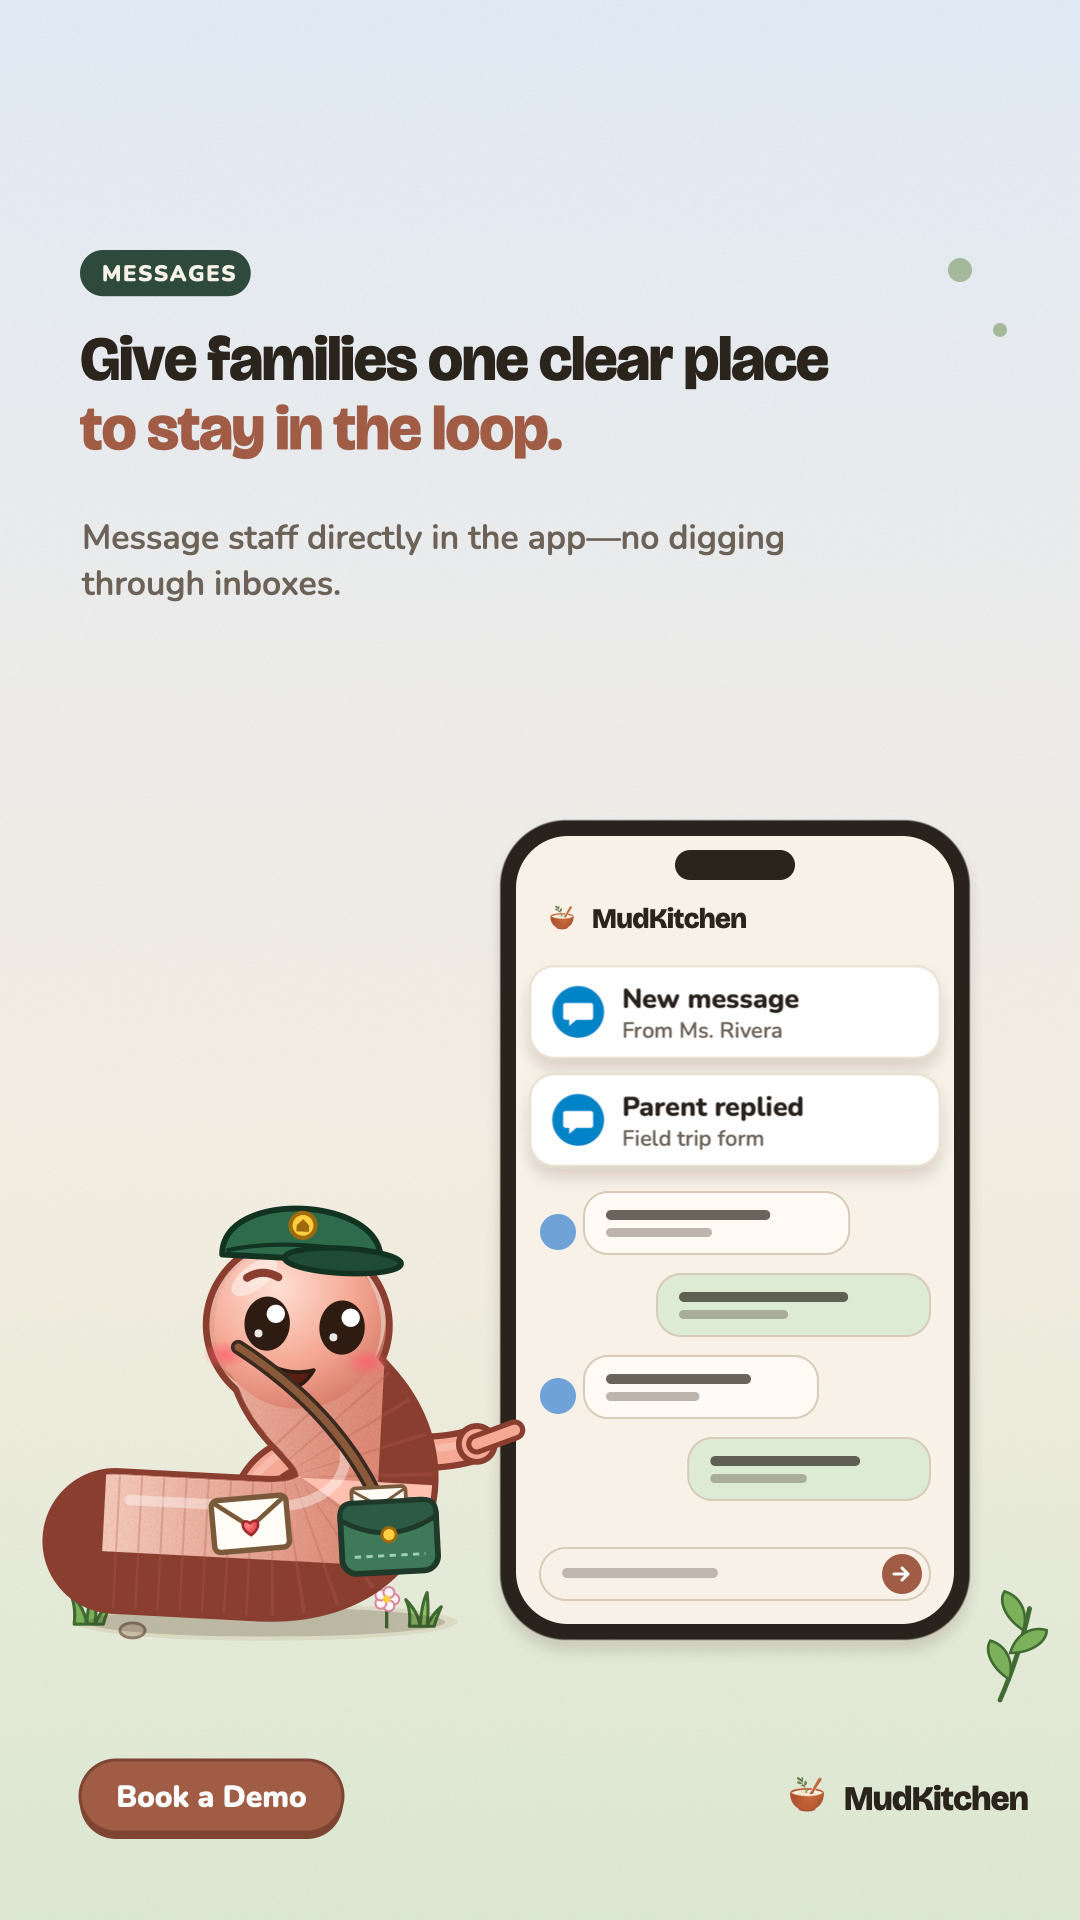 MESSAGES
Give families one clear place
to stay in the loop.
Message staff directly in the app—no digging
through inboxes.
MudKitchen
New message
From Ms. Rivera
Parent replied
Field trip form
Book a Demo
MudKitchen